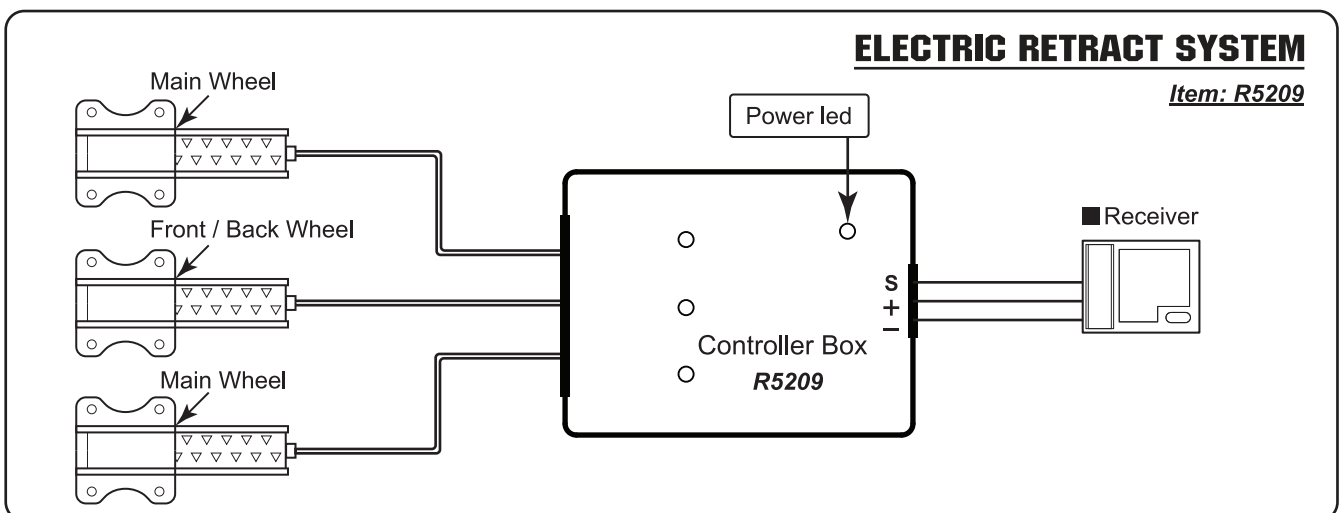 ELECTRIC RETRACT SYSTEM
Item: R5209
Main Wheel
Power led
Front / Back Wheel
■ Receiver
S
+
–
Controller Box
R5209
Main Wheel